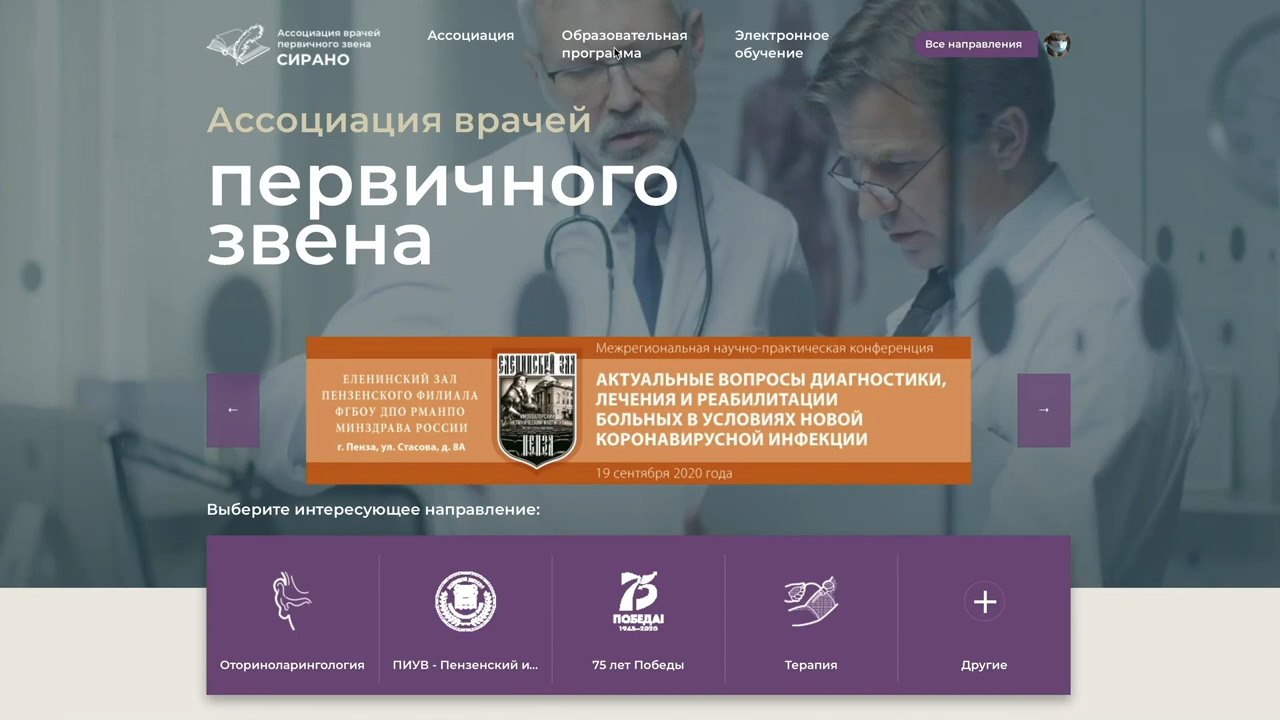 Ассоциация врачей
первичного звена
СИРАНО
Ассоциация
Образовательная
программа
Электронное
обучение
Все направления
Ассоциация врачей
первичного
звена
ЕЛЕНИНСКИЙ ЗАЛ
ПЕНЗЕНСКОГО ФИЛИАЛА
ФГБОУ ДПО РМАНПО
МИНЗДРАВА РОССИИ
г. Пенза, ул. Стасова, д. 8А
ЕЛЕНИНСКИЙ ЗАЛ
ПЕНЗА
Межрегиональная научно-практическая конференция
АКТУАЛЬНЫЕ ВОПРОСЫ ДИАГНОСТИКИ,
ЛЕЧЕНИЯ И РЕАБИЛИТАЦИИ
БОЛЬНЫХ В УСЛОВИЯХ НОВОЙ
КОРОНАВИРУСНОЙ ИНФЕКЦИИ
19 сентября 2020 года
←
→
Выберите интересующее направление:
75
ПОБЕДА!
1945–2020
Оториноларингология
ПИУВ - Пензенский и...
75 лет Победы
Терапия
Другие